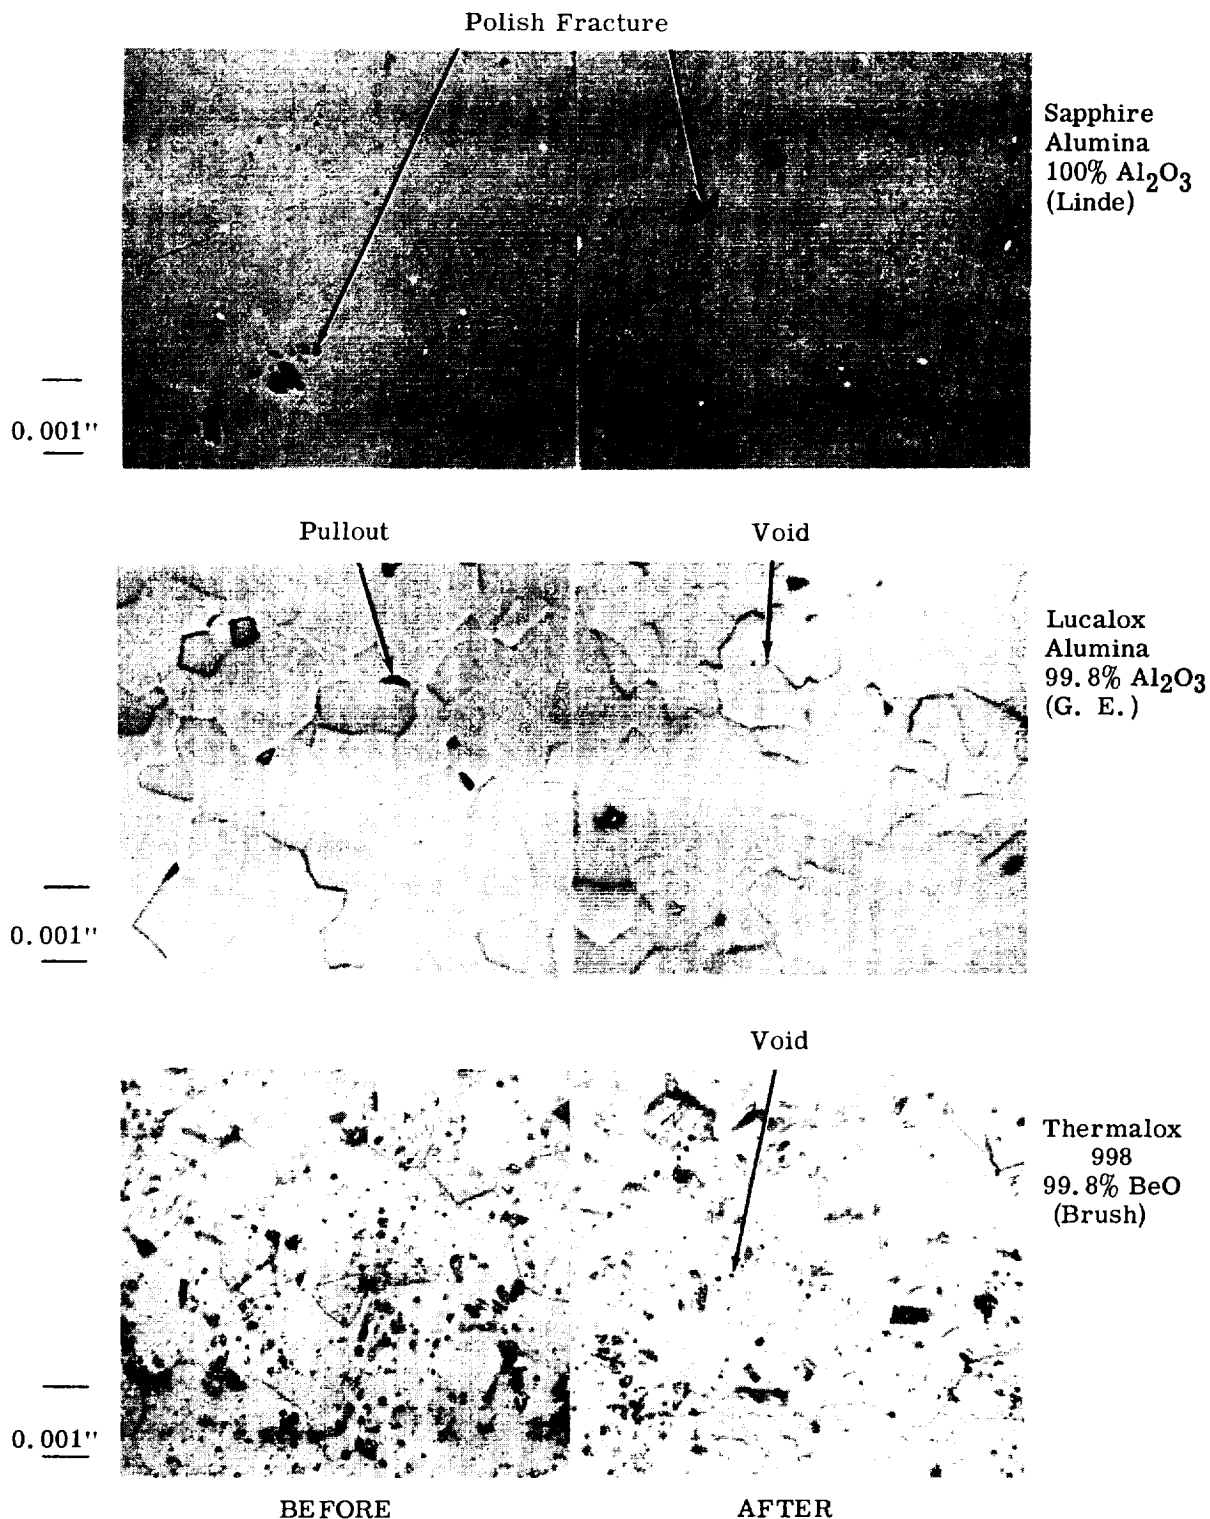 Polish Fracture
Sapphire
Alumina
100% Al2O3
(Linde)
0.001"
Pullout
Void
Lucalox
Alumina
99.8% Al2O3
(G. E.)
0.001"
Void
Thermalox
998
99.8% BeO
(Brush)
0.001"
BEFORE
AFTER